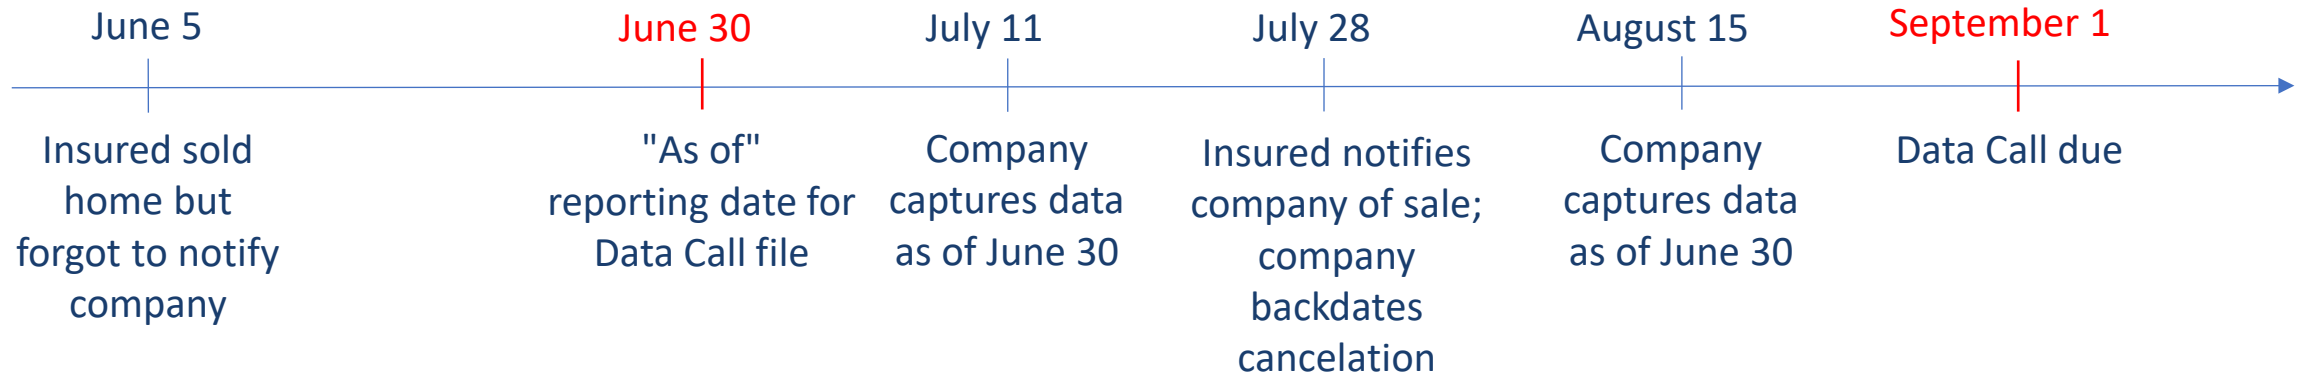 June 5
Insured sold
home but
forgot to notify
company
June 30
"As of"
reporting date for
Data Call file
July 11
Company
captures data
as of June 30
July 28
Insured notifies
company of sale;
company
backdates
cancelation
August 15
Company
captures data
as of June 30
September 1
Data Call due